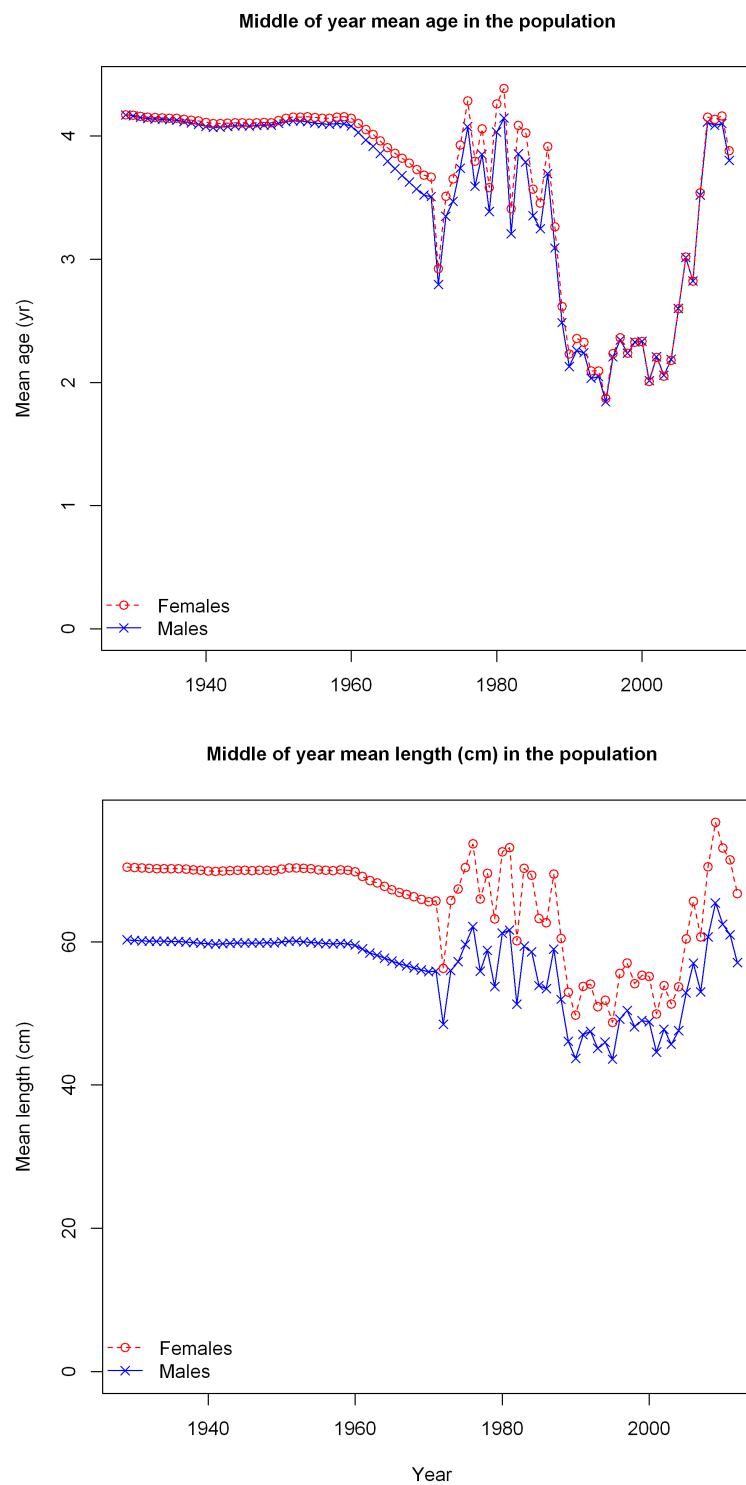 Middle of year mean age in the population
Mean age (yr)
4
3
2
1
0
Females
Males
1940 1960 1980 2000
Middle of year mean length (cm) in the population
Mean length (cm)
60
40
20
0
Females
Males
1940 1960 1980 2000
Year